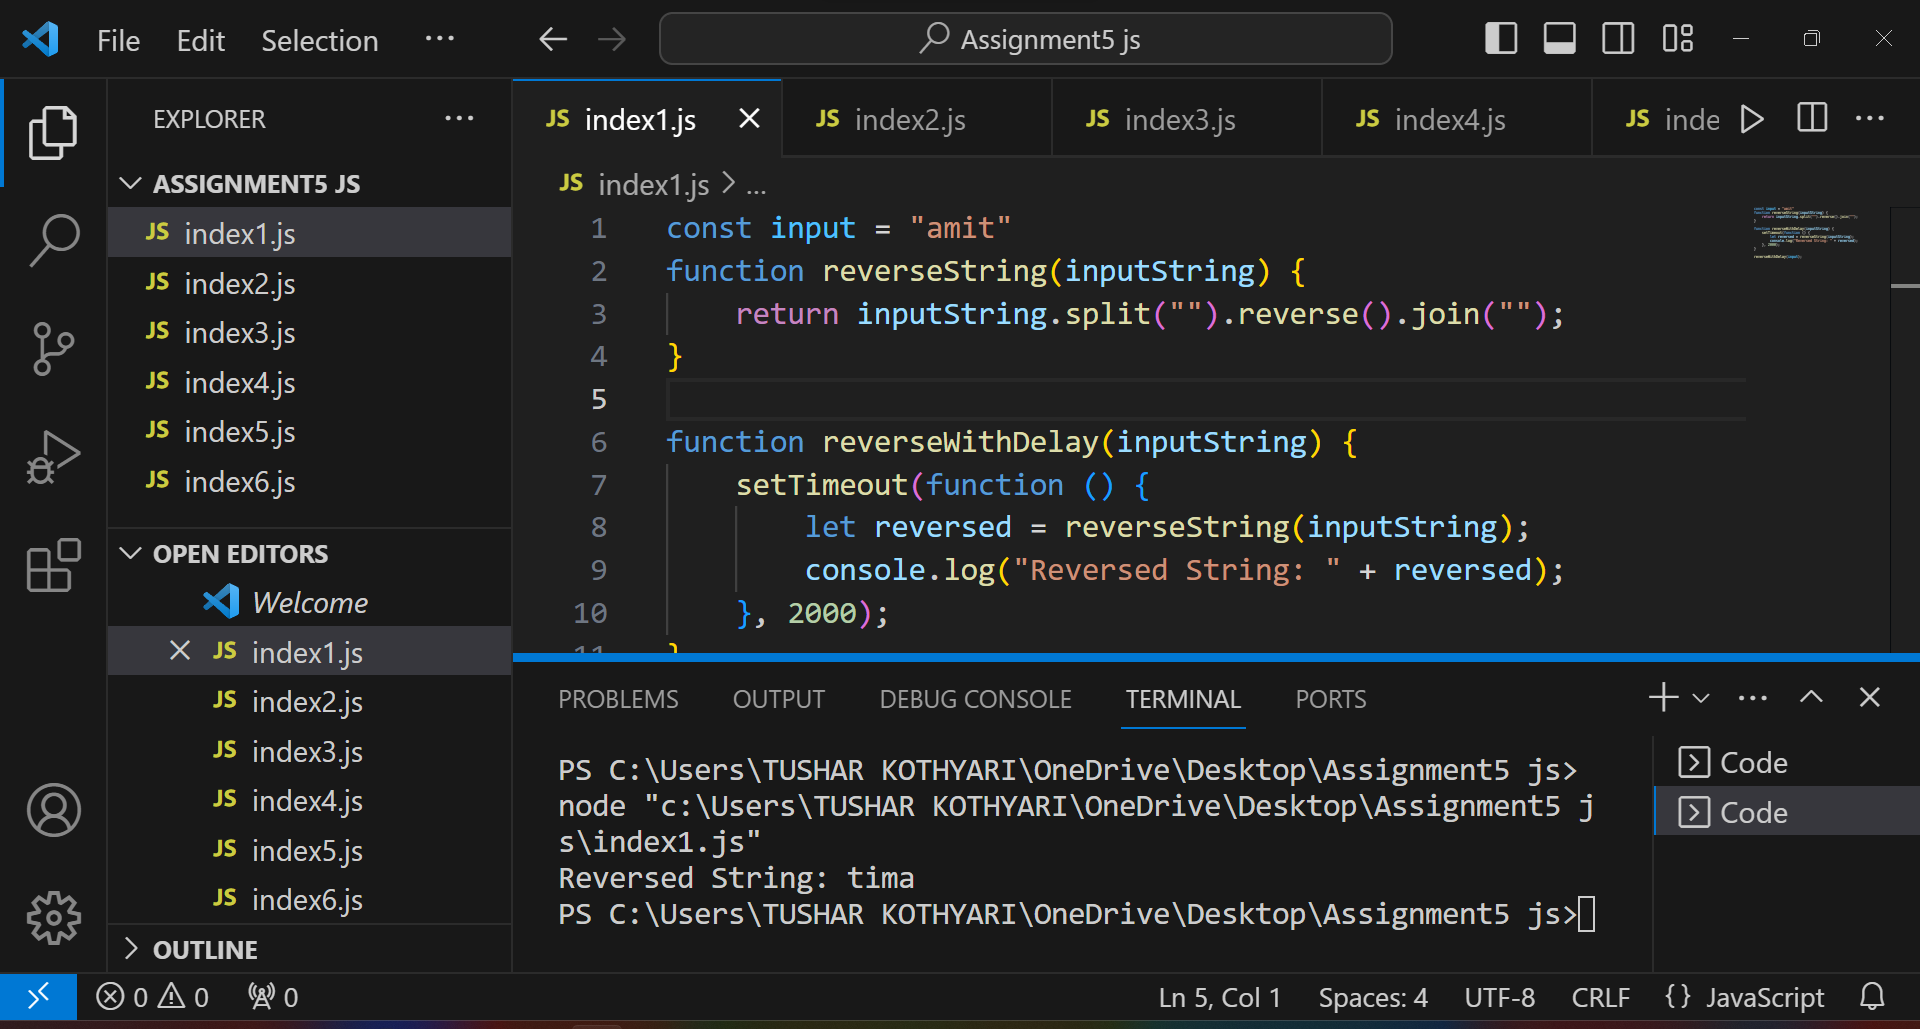 File Edit Selection ··· Assignment5 js
EXPLORER ···
ASSIGNMENT5 JS
JS index1.js
JS index2.js
JS index3.js
JS index4.js
JS index5.js
JS index6.js
OPEN EDITORS
Welcome
JS index1.js
JS index2.js
JS index3.js
JS index4.js
JS index5.js
JS index6.js
OUTLINE
JS index1.js JS index2.js JS index3.js JS index4.js JS inde
JS index1.js > ...
1 const input = "amit"
2 function reverseString(inputString) {
3 return inputString.split("").reverse().join("");
4 }
5
6 function reverseWithDelay(inputString) {
7 setTimeout(function () {
8 let reversed = reverseString(inputString);
9 console.log("Reversed String: " + reversed);
10 }, 2000);
11 }
PROBLEMS OUTPUT DEBUG CONSOLE TERMINAL PORTS
PS C:\Users\TUSHAR KOTHYARI\OneDrive\Desktop\Assignment5 js>
node "c:\Users\TUSHAR KOTHYARI\OneDrive\Desktop\Assignment5 j
s\index1.js"
Reversed String: tima
PS C:\Users\TUSHAR KOTHYARI\OneDrive\Desktop\Assignment5 js>
Code
Code
0 0 0 Ln 5, Col 1 Spaces: 4 UTF-8 CRLF {} JavaScript